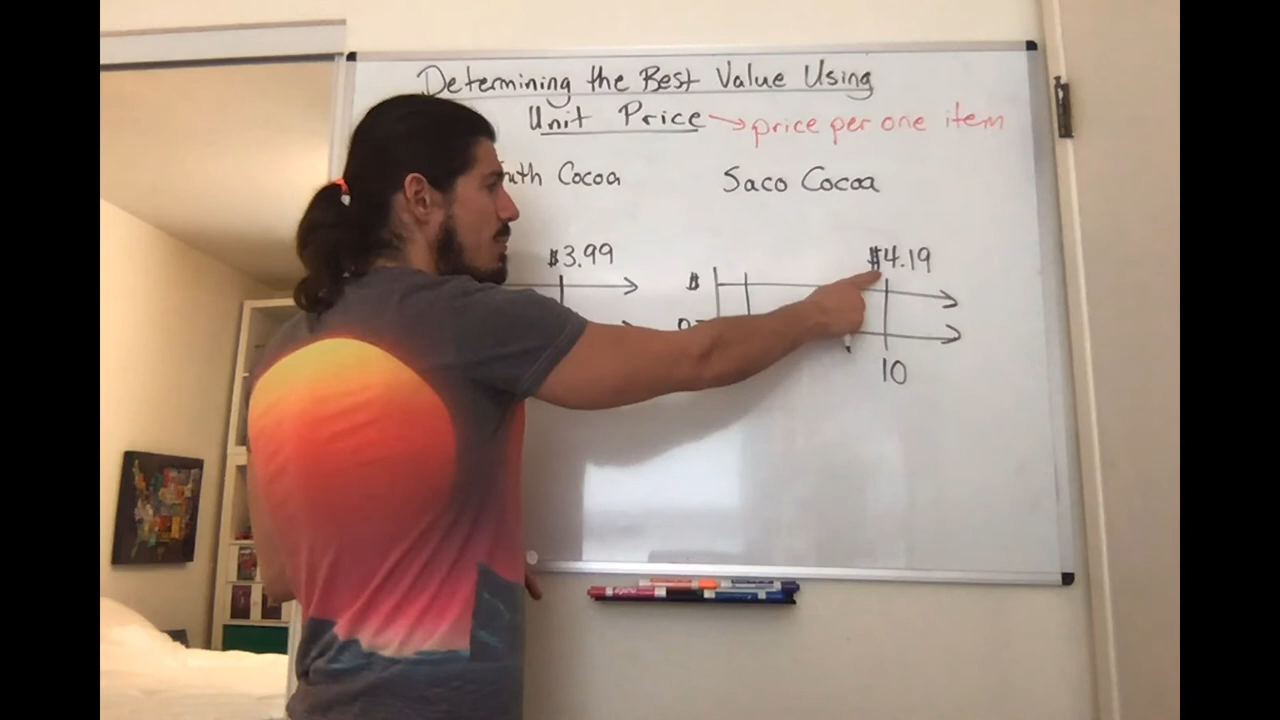 Determining the Best Value Using
Unit Price → price per one item
Cocoa
Saco Cocoa
$3.99
$4.19
$
0
10